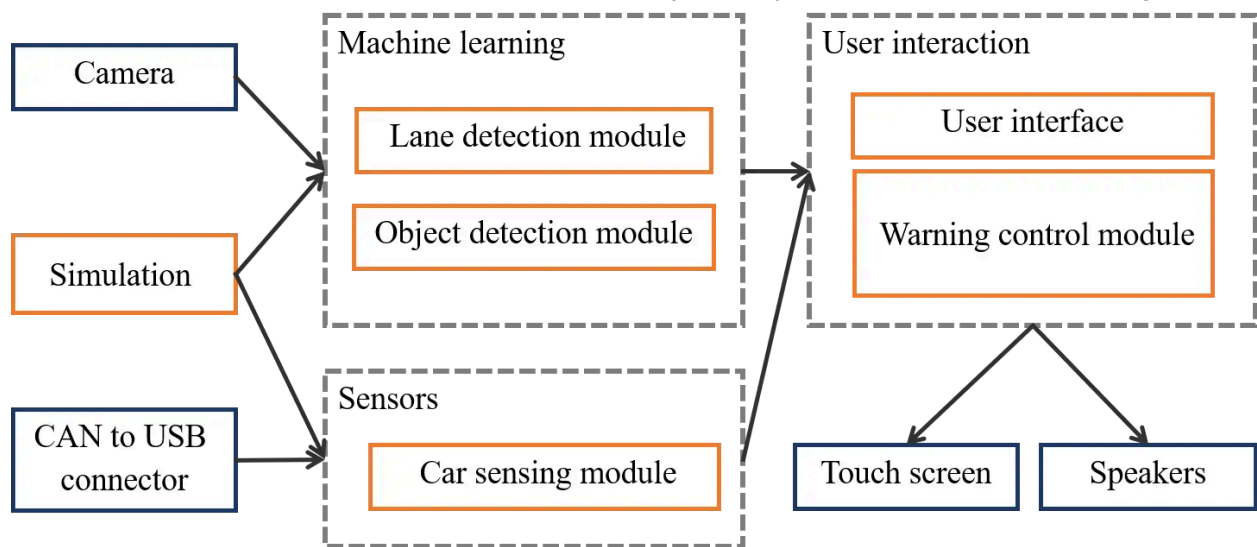 Camera
Simulation
CAN to USB
connector
Machine learning
Lane detection module
Object detection module
Sensors
Car sensing module
User interaction
User interface
Warning control module
Touch screen
Speakers